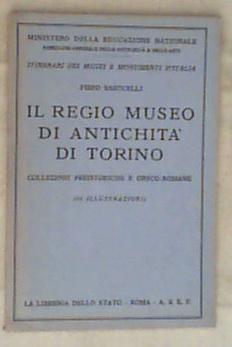 MINISTERO DELLA EDUCAZIONE NAZIONALE
DIREZIONE GENERALE DELLE ANTICHITÀ E BELLE ARTI
ITINERARI DEI MUSEI E MONUMENTI D'ITALIA
PIERO BAROCELLI
IL REGIO MUSEO
DI ANTICHITA'
DI TORINO
COLLEZIONI PREISTORICHE E GRECO-ROMANE
ILLUSTRAZIONI
LA LIBRERIA DELLO STATO - ROMA - A. X E. F.